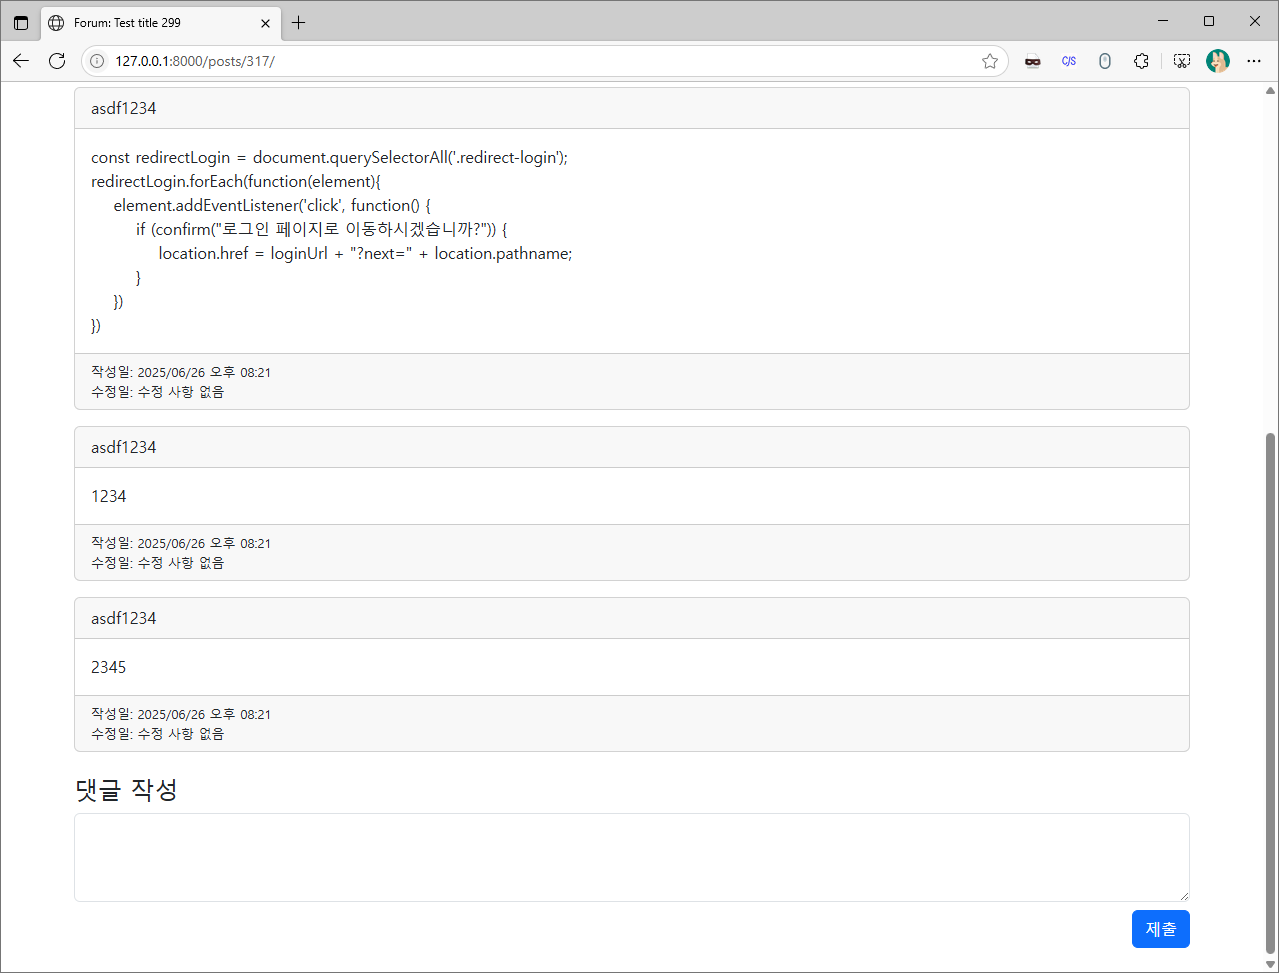 Forum: Test title 299
127.0.0.1:8000/posts/317/
C/S
asdf1234
const redirectLogin = document.querySelectorAll('.redirect-login');
redirectLogin.forEach(function(element){
    element.addEventListener('click', function() {
        if (confirm("로그인 페이지로 이동하시겠습니까?")) {
            location.href = loginUrl + "?next=" + location.pathname;
        }
    })
})
작성일: 2025/06/26 오후 08:21
수정일: 수정 사항 없음
asdf1234
1234
작성일: 2025/06/26 오후 08:21
수정일: 수정 사항 없음
asdf1234
2345
작성일: 2025/06/26 오후 08:21
수정일: 수정 사항 없음
댓글 작성
제출